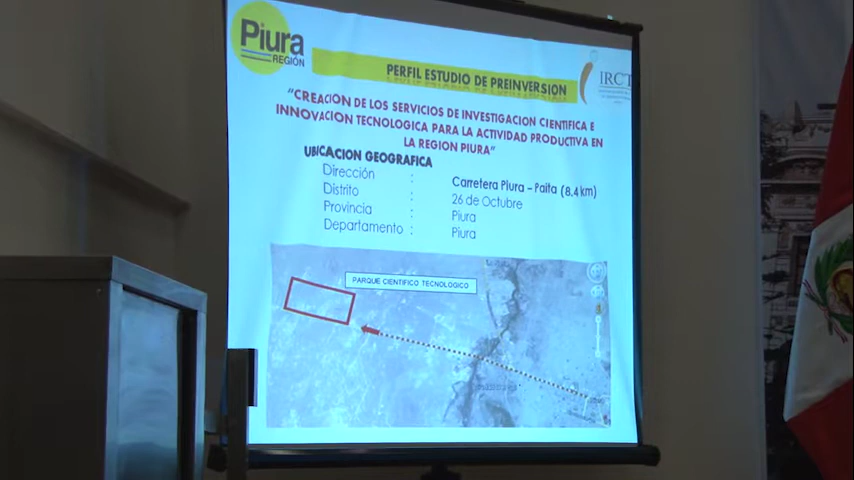 Piura
REGIÓN
PERFIL ESTUDIO DE PREINVERSION
IRCT
"CREACION DE LOS SERVICIOS DE INVESTIGACION CIENTIFICA E
INNOVACION TECNOLOGICA PARA LA ACTIVIDAD PRODUCTIVA EN
LA REGION PIURA"
UBICACION GEOGRAFICA
Dirección : Carretera Piura – Paita (8.4 km)
Distrito : 26 de Octubre
Provincia : Piura
Departamento : Piura
PARQUE CIENTIFICO TECNOLOGICO